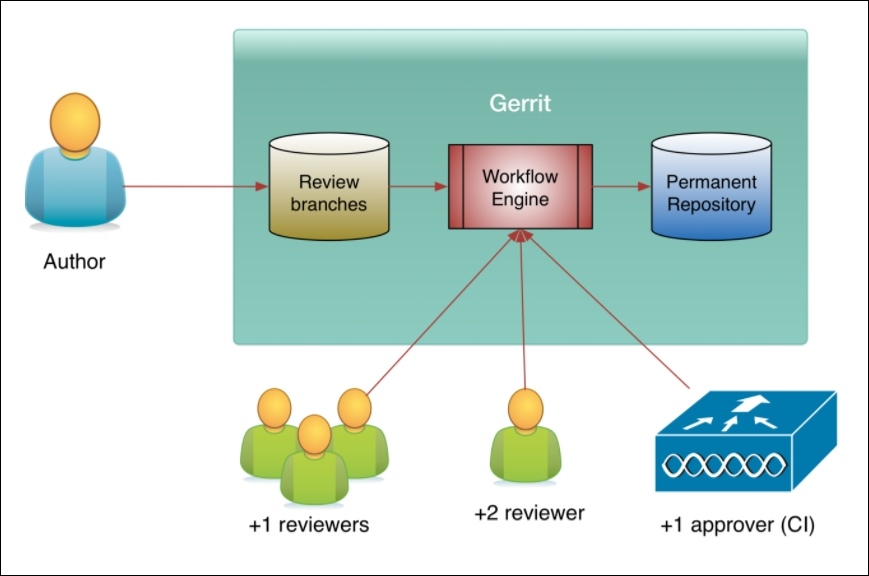 Gerrit
Review
branches
Workflow
Engine
Permanent
Repository
Author
+1 reviewers
+2 reviewer
+1 approver (CI)